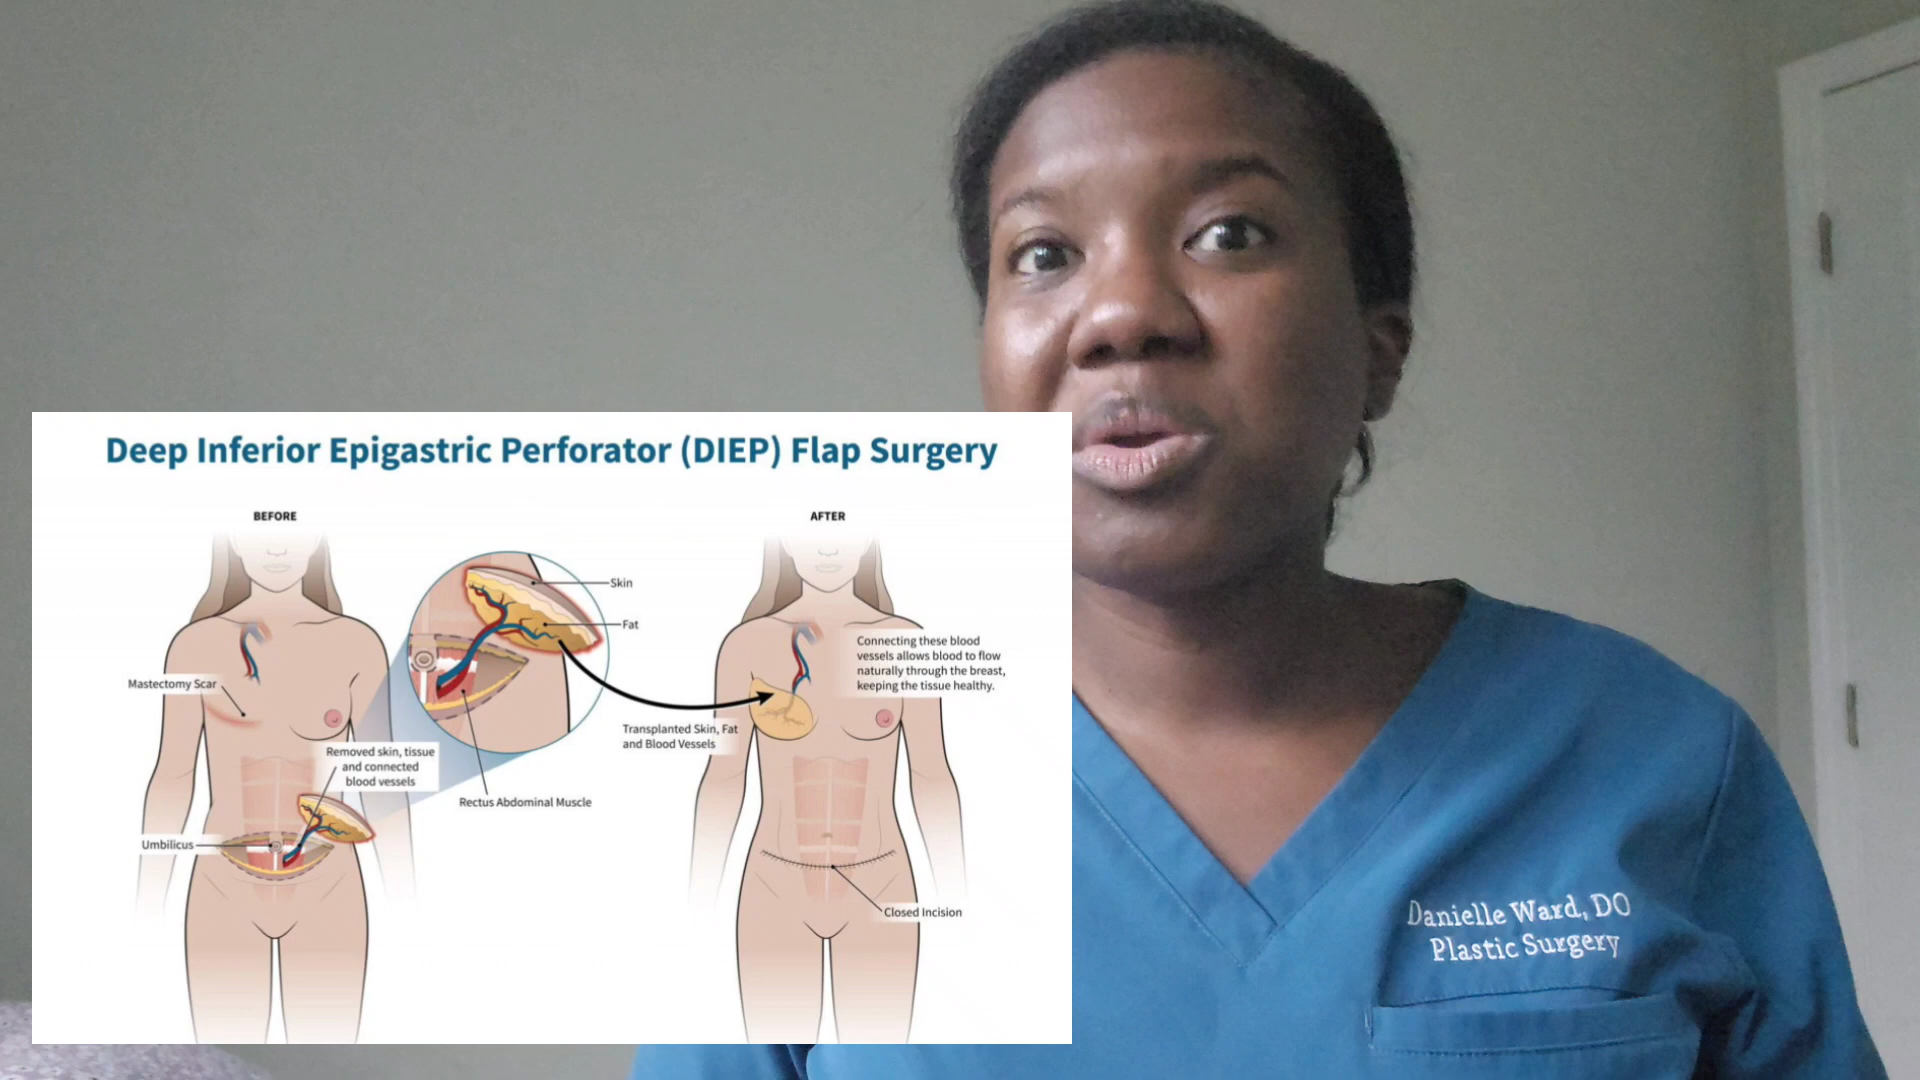 Deep Inferior Epigastric Perforator (DIEP) Flap Surgery
BEFORE
AFTER
Skin
Fat
Connecting these blood
vessels allows blood to flow
naturally through the breast,
keeping the tissue healthy.
Mastectomy Scar
Transplanted Skin, Fat
and Blood Vessels
Removed skin, tissue
and connected
blood vessels
Rectus Abdominal Muscle
Umbilicus
Closed Incision
Danielle Ward, DO
Plastic Surgery